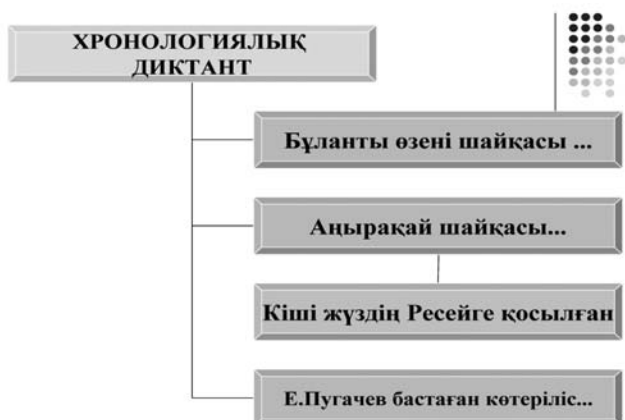 ХРОНОЛОГИЯЛЫҚ
ДИКТАНТ
Бұланты өзені шайқасы ...
Аңырақай шайқасы...
Кіші жүздің Ресейге қосылған
Е.Пугачев бастаған көтеріліс...